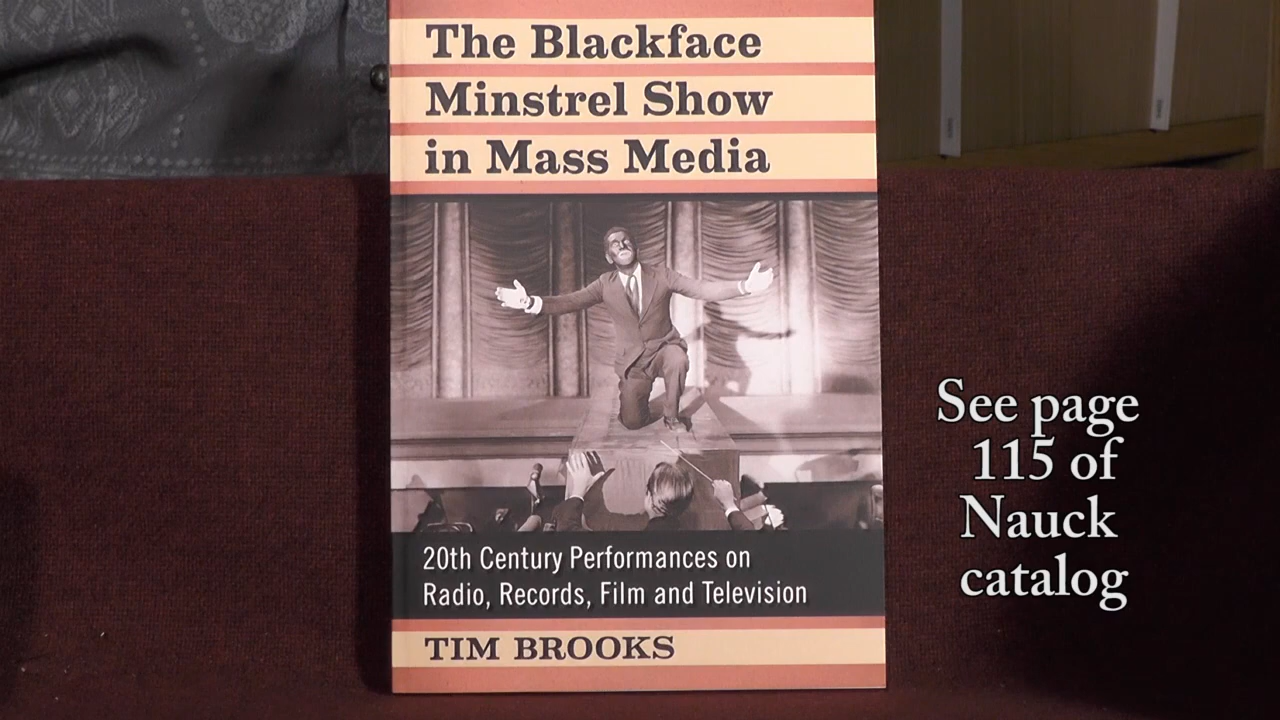 The Blackface
Minstrel Show
in Mass Media
20th Century Performances on
Radio, Records, Film and Television
TIM BROOKS
See page
115 of
Nauck
catalog